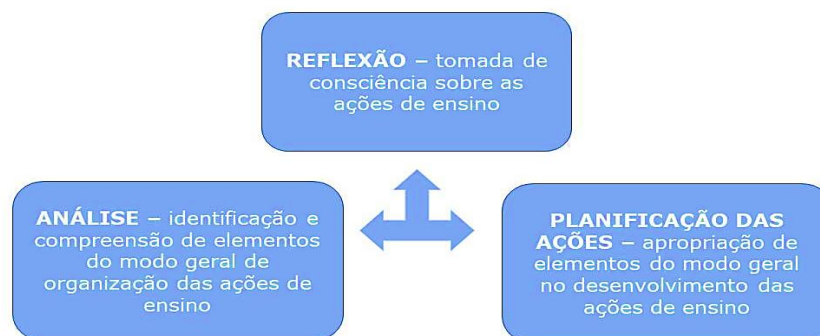 REFLEXÃO – tomada de
consciência sobre as
ações de ensino
ANÁLISE – identificação e
compreensão de elementos
do modo geral de
organização das ações de
ensino
PLANIFICAÇÃO DAS
AÇÕES – apropriação de
elementos do modo geral
no desenvolvimento das
ações de ensino